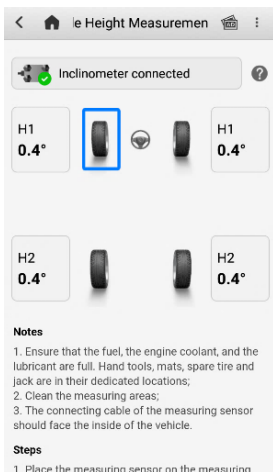 le Height Measuremen
Inclinometer connected
?
H1
0.4°
H1
0.4°
H2
0.4°
H2
0.4°
Notes
1. Ensure that the fuel, the engine coolant, and the
lubricant are full. Hand tools, mats, spare tire and
jack are in their dedicated locations;
2. Clean the measuring areas;
3. The connecting cable of the measuring sensor
should face the inside of the vehicle.
Steps
1. Place the measuring sensor on the measuring